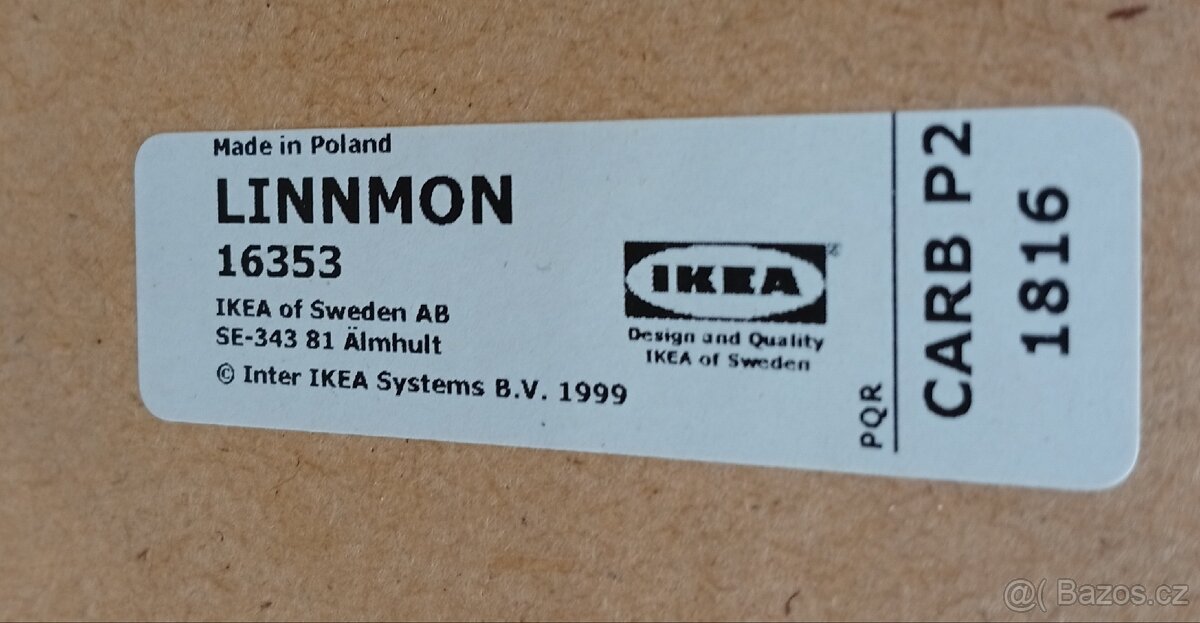 Made in Poland
LINNMON
16353
IKEA of Sweden AB
SE-343 81 Älmhult
© Inter IKEA Systems B.V. 1999
IKEA®
Design and Quality
IKEA of Sweden
PQR
CARB P2
1816
@( Bazos.cz